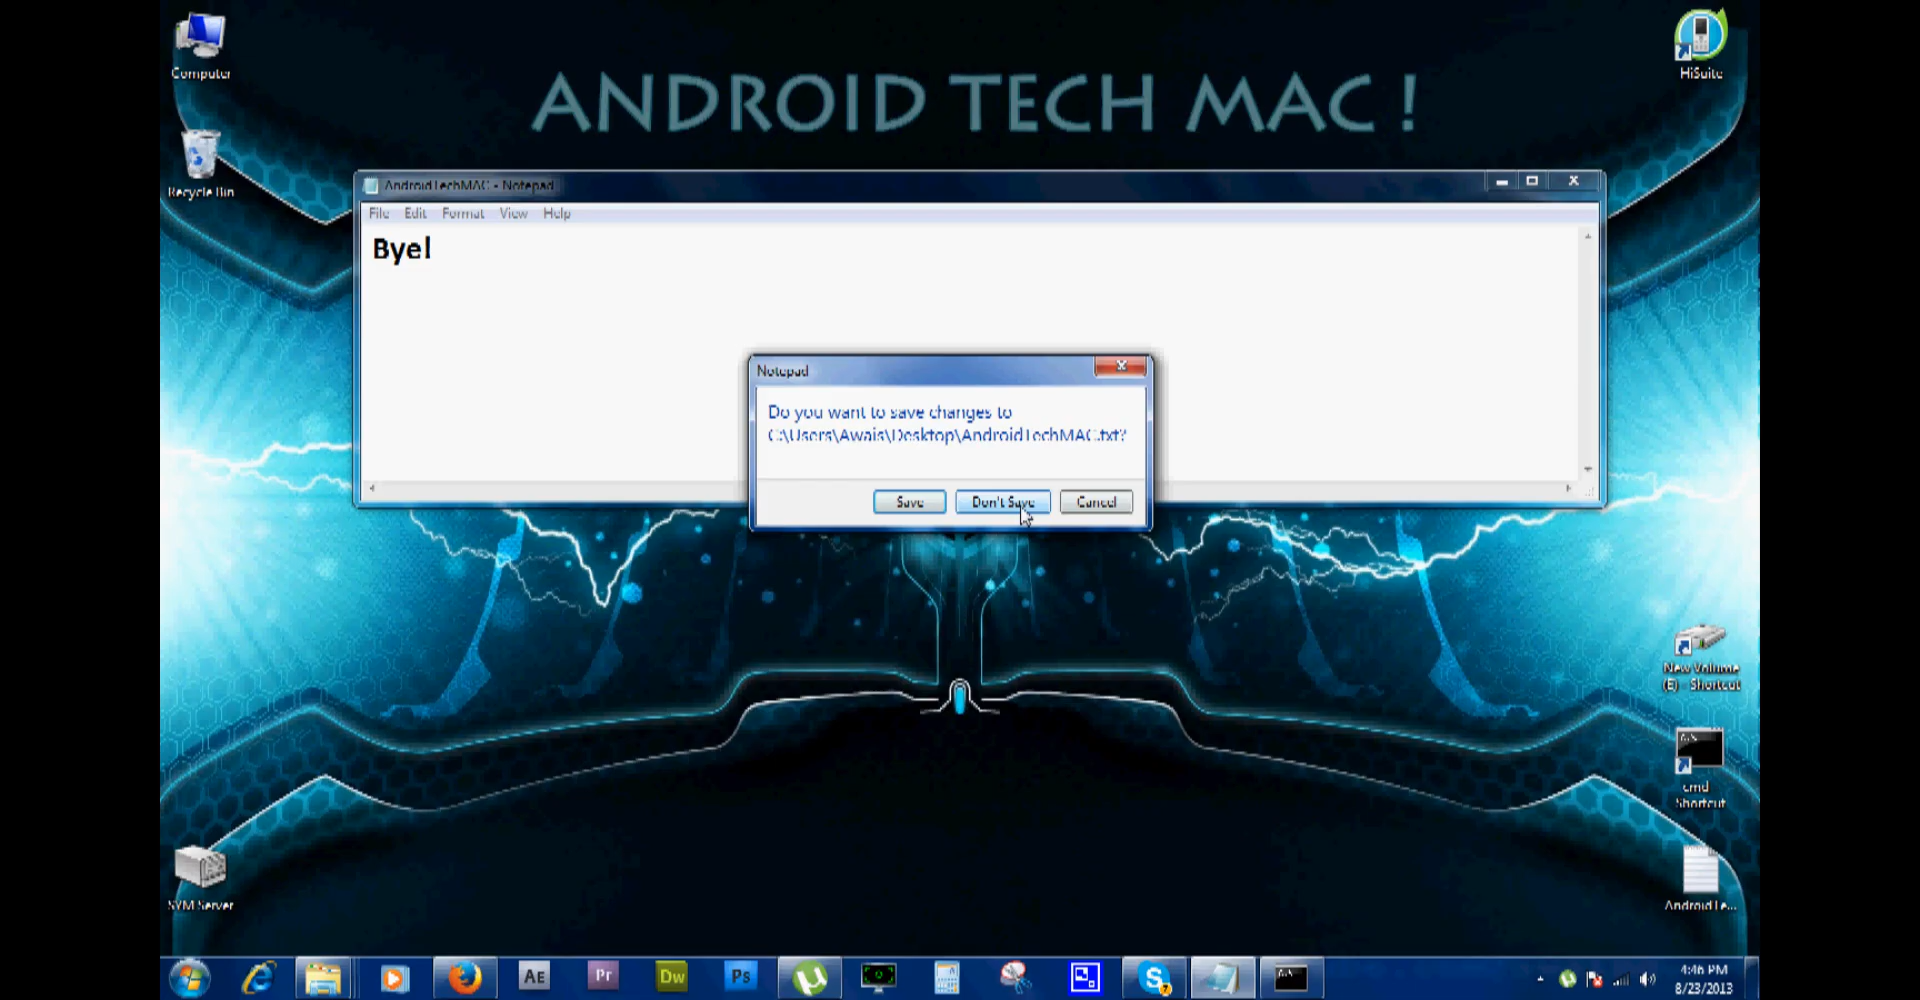 Computer
HiSuite
ANDROID TECH MAC !
Recycle Bin
AndroidTechMAC - Notepad
File Edit Format View Help
Bye!
Notepad
Do you want to save changes to
C:\Users\Awais\Desktop\AndroidTechMAC.txt?
Save Don't Save Cancel
New Volume
(E) - Shortcut
cmd -
Shortcut
SYM Server
AndroidTe...
AE Pr Dw Ps
4:46 PM
8/23/2013